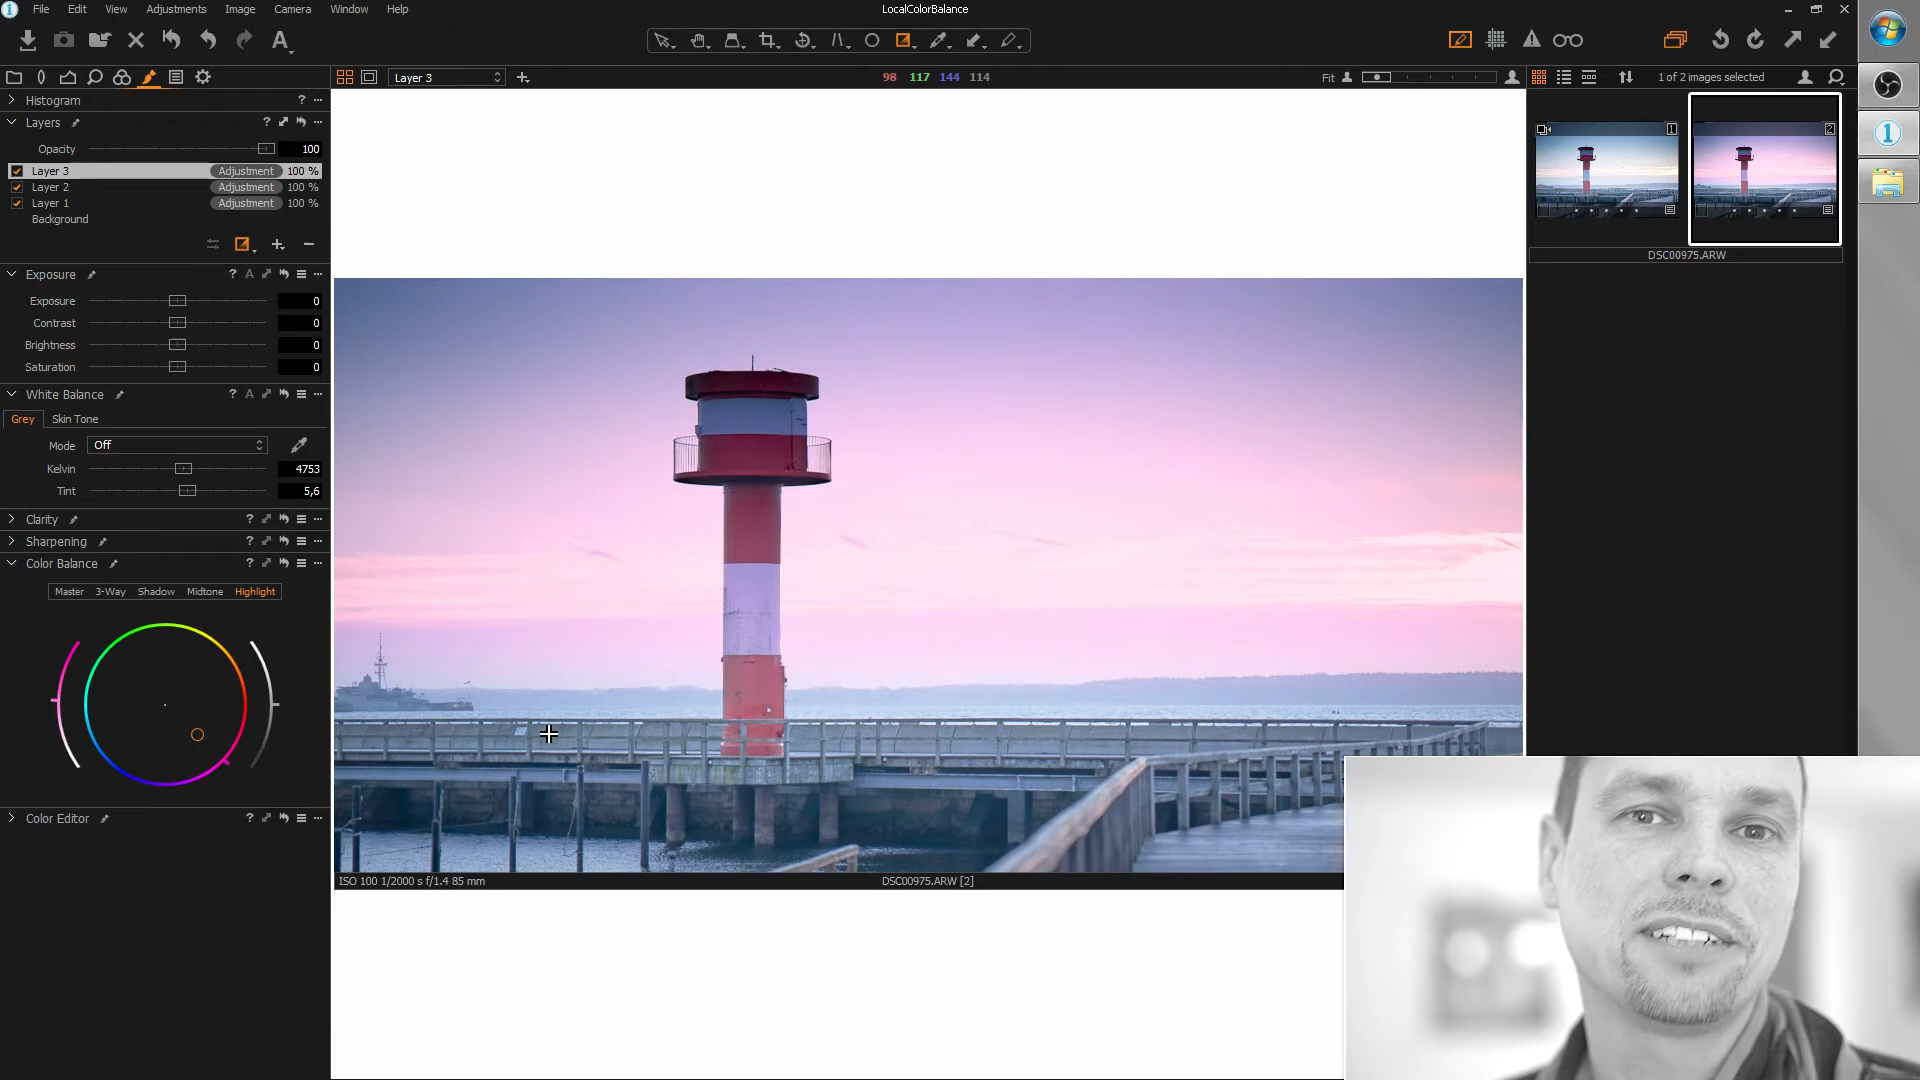 File Edit View Adjustments Image Camera Window Help
LocalColorBalance
A
Layer 3
98 117 144 114
Fit
1 of 2 images selected
Histogram
?
Layers
?
Opacity 100
Layer 3 Adjustment 100 %
Layer 2 Adjustment 100 %
Layer 1 Adjustment 100 %
Background
1
2
DSC00975.ARW
Exposure
? A
Exposure 0
Contrast 0
Brightness 0
Saturation 0
White Balance
? A
Grey Skin Tone
Mode Off
Kelvin 4753
Tint 5,6
Clarity
?
Sharpening
?
Color Balance
?
Master 3-Way Shadow Midtone Highlight
Color Editor
?
ISO 100 1/2000 s f/1.4 85 mm
DSC00975.ARW [2]